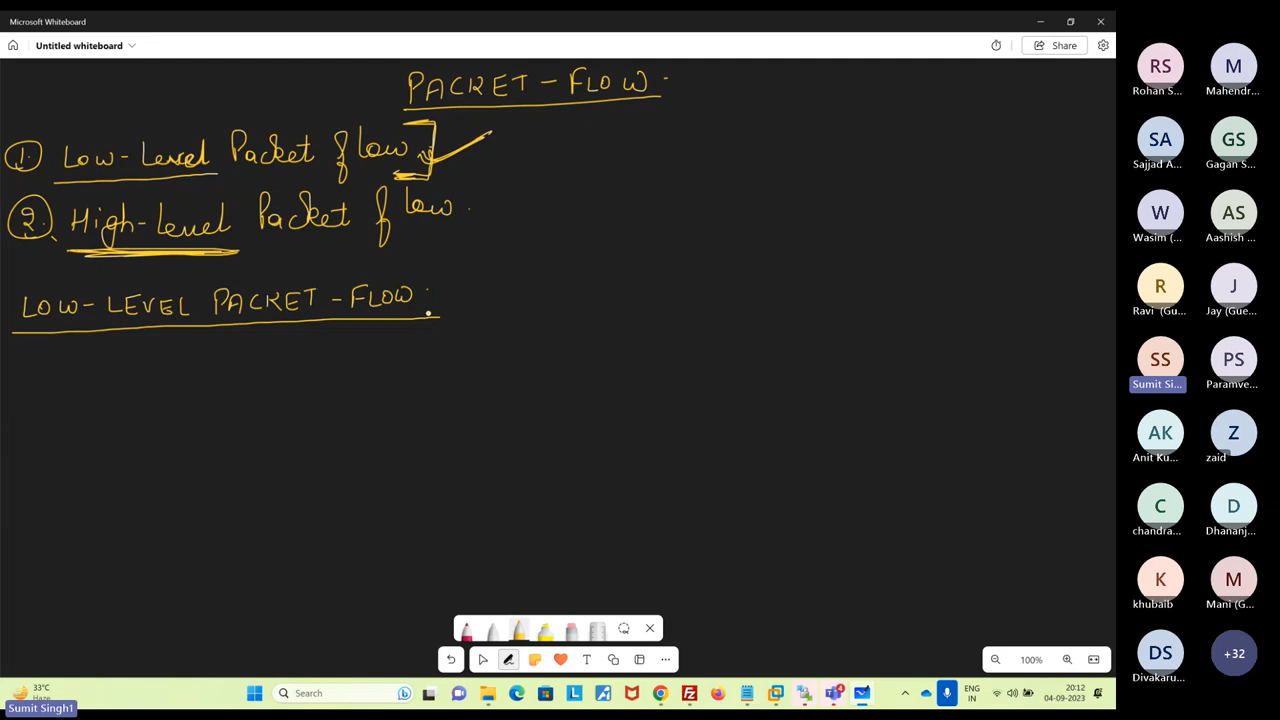 Microsoft Whiteboard
Untitled whiteboard
Share
PACKET-FLOW
1. Low-Level Packet flow
2. High-level Packet flow.
LOW-LEVEL PACKET-FLOW:
100%
RS
Rohan S...
M
Mahendr...
SA
Sajjad A...
GS
Gagan S...
W
Wasim (...
AS
Aashish ...
R
Ravi (Gu...
J
Jay (Gue...
SS
Sumit Si...
PS
Paramve...
AK
Anit Ku...
Z
zaid
C
chandra...
D
Dhananj...
K
khubaib
M
Mani (G...
DS
Divakaru...
+32
33°C
Haze
Search
4
ENG
IN
20:12
04-09-2023
Sumit Singh1